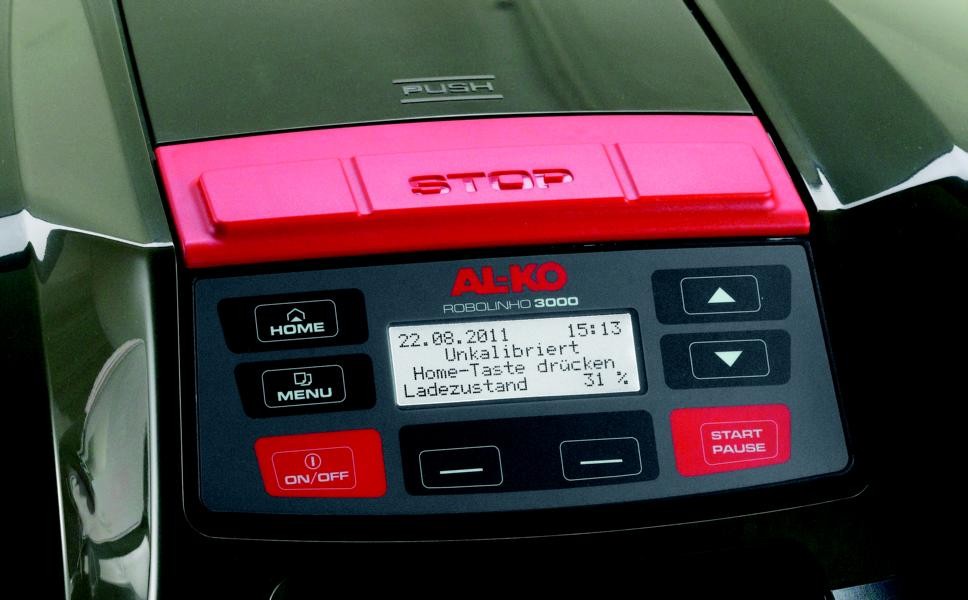 PUSH
STOP
AL-KO
ROBOLINHO 3000
HOME
22.08.2011 15:13
Unkalibriert
Home-Taste drücken
Ladezustand 31 %
MENU
ON/OFF
START
PAUSE